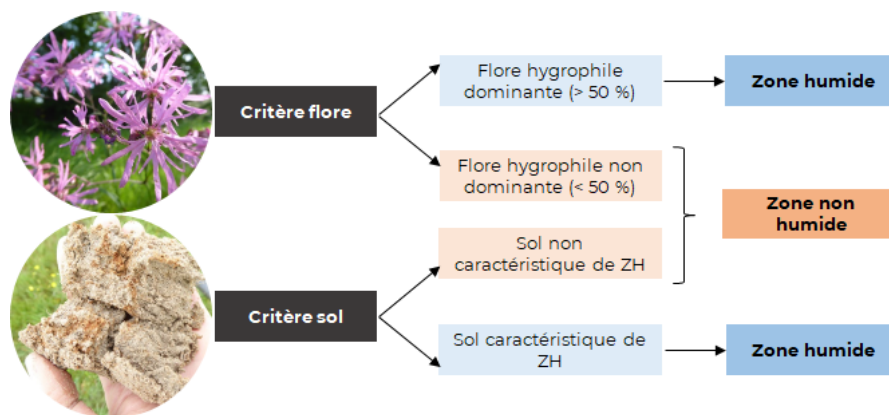 Critère flore
Flore hygrophile
dominante (> 50 %)
Zone humide
Flore hygrophile non
dominante (< 50 %)
Zone non
humide
Sol non
caractéristique de ZH
Critère sol
Sol caractéristique de
ZH
Zone humide